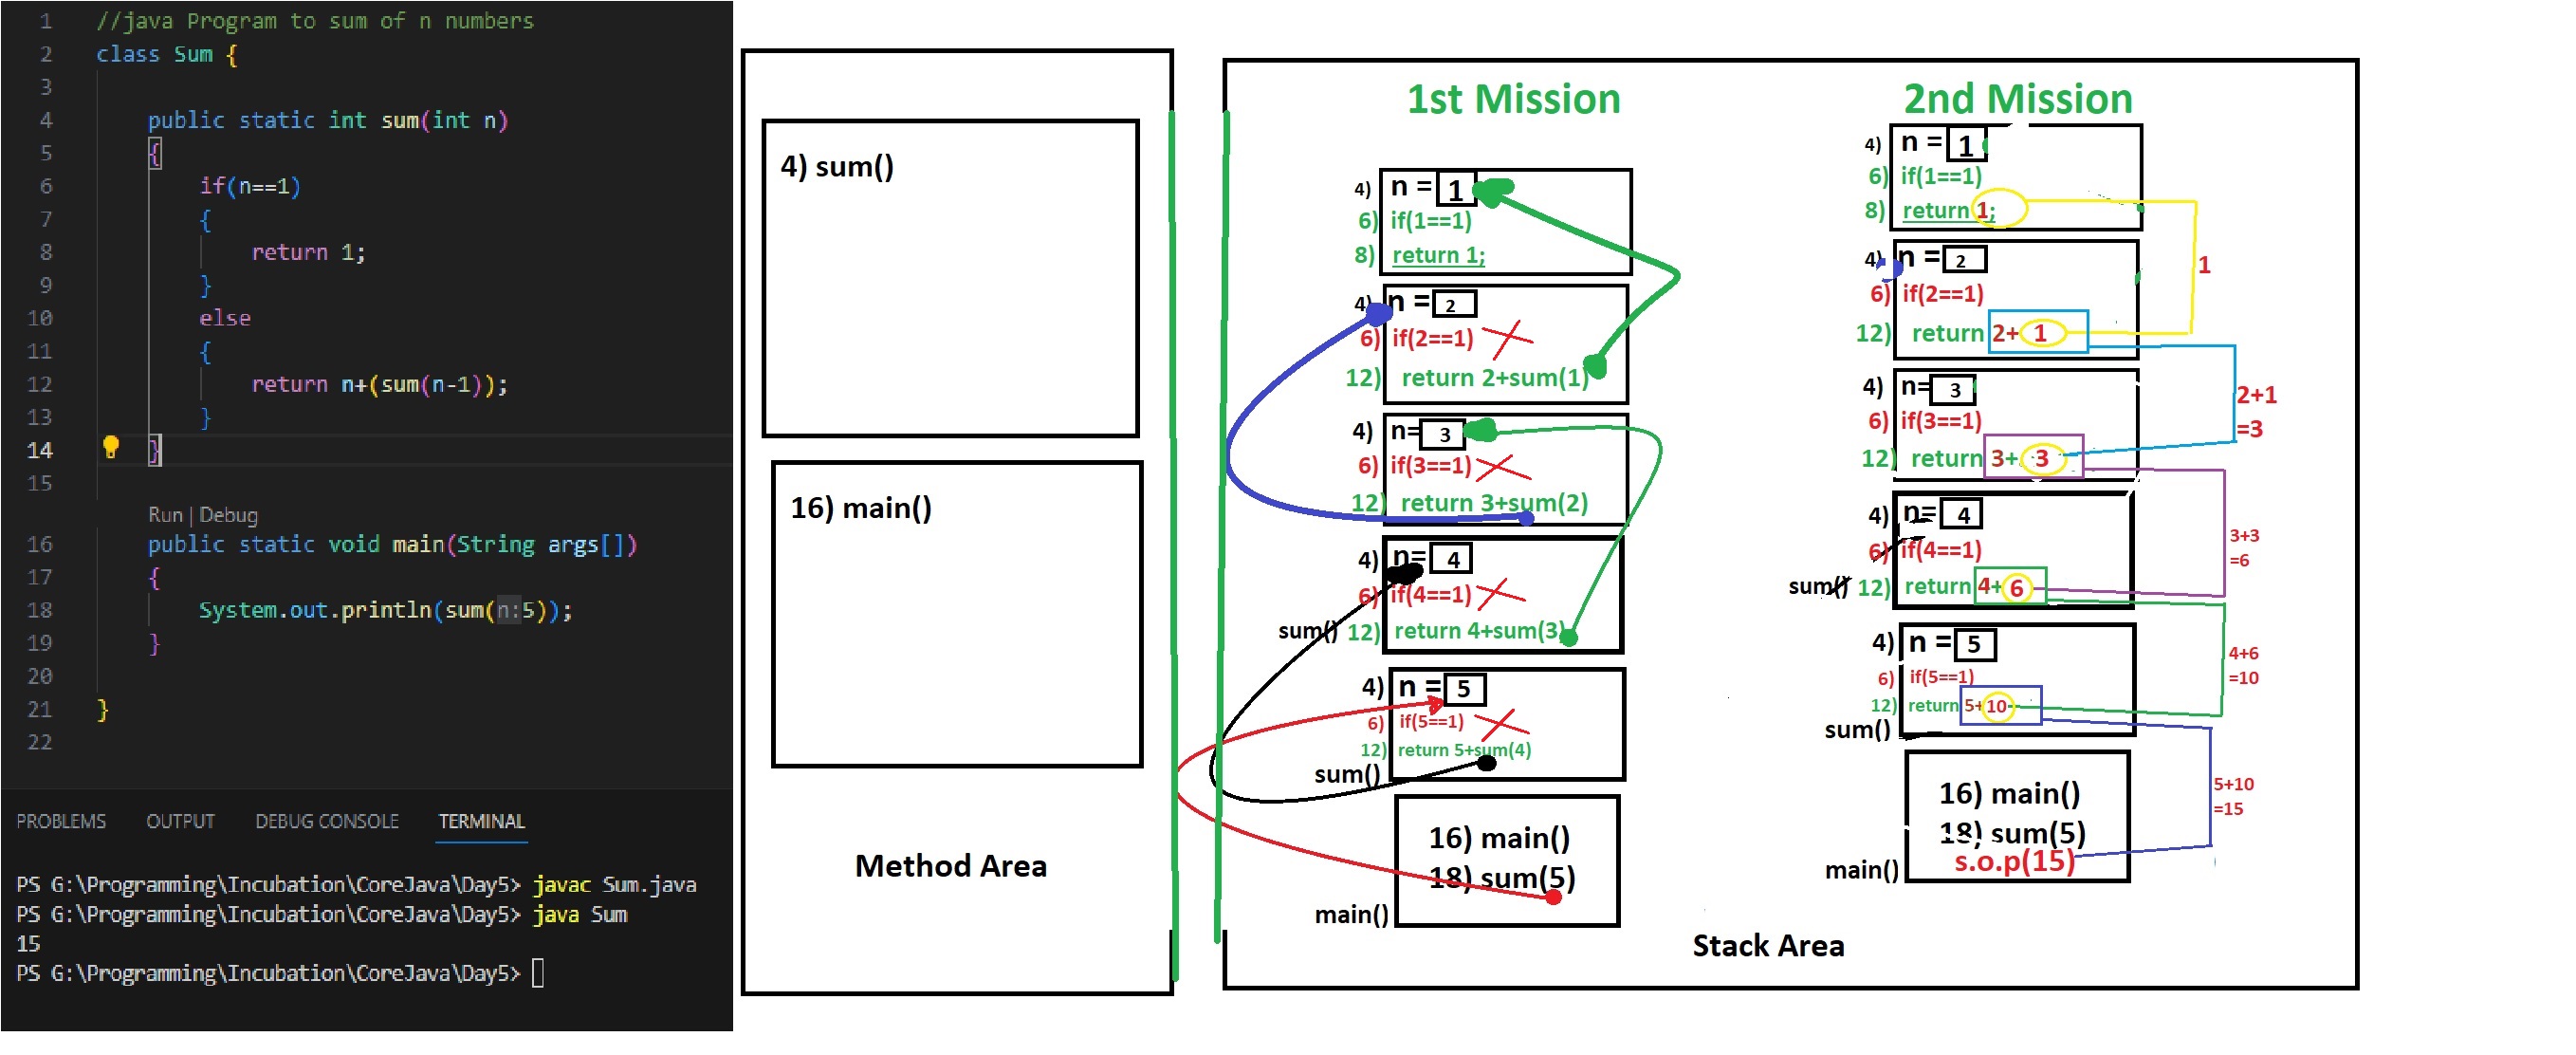 1 //java Program to sum of n numbers
2 class Sum {
3
4 public static int sum(int n)
5 {
6 if(n==1)
7 {
8 return 1;
9 }
10 else
11 {
12 return n+(sum(n-1));
13 }
14 }
15
Run | Debug
16 public static void main(String args[])
17 {
18 System.out.println(sum(n:5));
19 }
20
21 }
22
PROBLEMS OUTPUT DEBUG CONSOLE TERMINAL
PS G:\Programming\Incubation\CoreJava\Day5> javac Sum.java
PS G:\Programming\Incubation\CoreJava\Day5> java Sum
15
PS G:\Programming\Incubation\CoreJava\Day5>
4) sum()
16) main()
Method Area
1st Mission
4) n = 1
6) if(1==1)
8) return 1;
4) n = 2
6) if(2==1)
12) return 2+sum(1)
4) n= 3
6) if(3==1)
12) return 3+sum(2)
4) n= 4
6) if(4==1)
sum() 12) return 4+sum(3)
4) n = 5
6) if(5==1)
12) return 5+sum(4)
sum()
16) main()
18) sum(5)
main()
2nd Mission
4) n = 1
6) if(1==1)
8) return 1;
1
4) n = 2
6) if(2==1)
12) return 2+ 1
2+1
=3
4) n= 3
6) if(3==1)
12) return 3+ 3
3+3
=6
4) n= 4
6) if(4==1)
sum() 12) return 4+ 6
4+6
=10
4) n = 5
6) if(5==1)
12) return 5+ 10
sum()
5+10
=15
16) main()
18) sum(5)
s.o.p(15)
main()
Stack Area